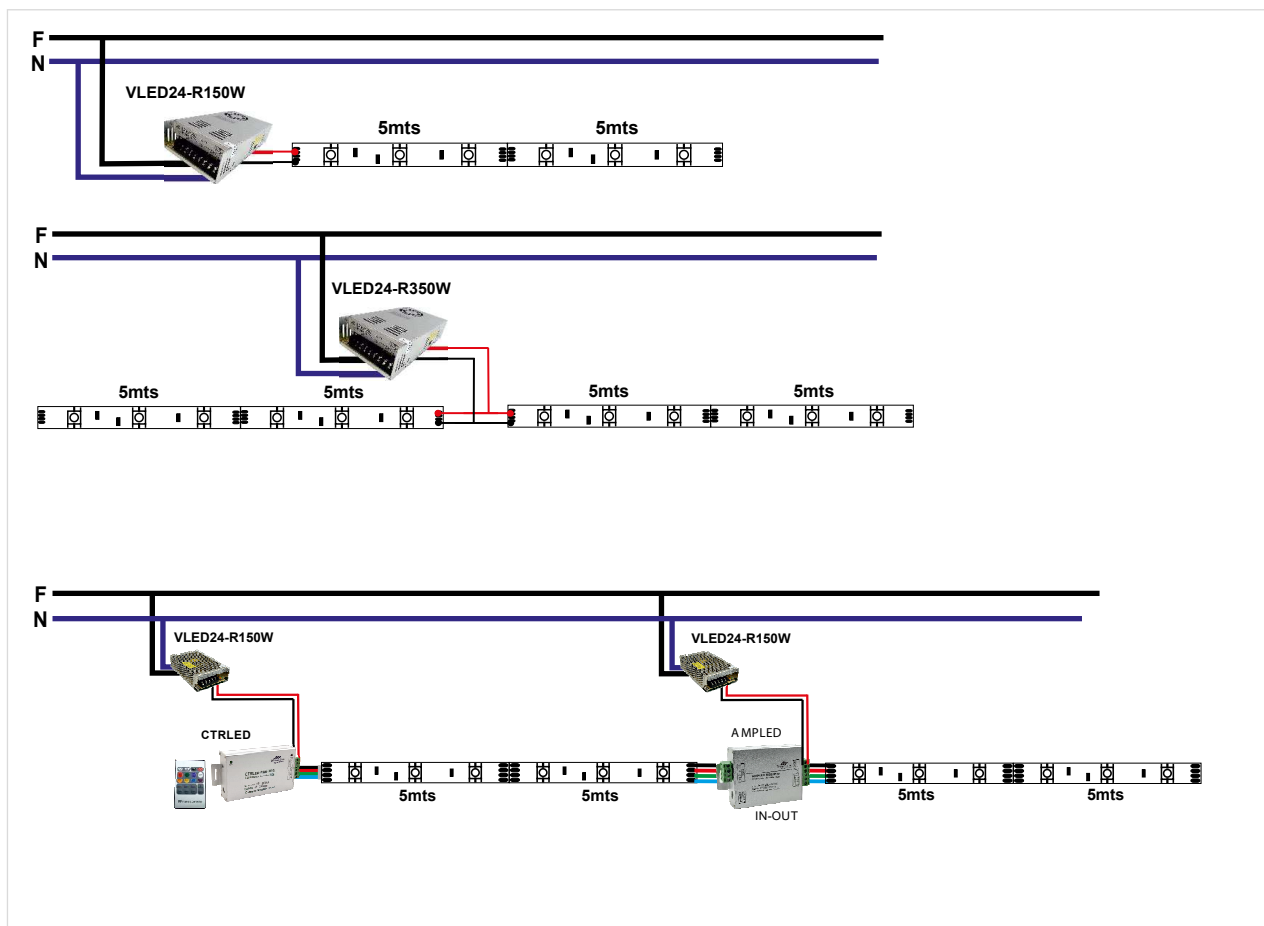 F
N
VLED24-R150W
5mts
5mts
F
N
VLED24-R350W
5mts
5mts
5mts
5mts
F
N
VLED24-R150W
VLED24-R150W
CTRLED
AMPLED
5mts
5mts
5mts
5mts
IN-OUT